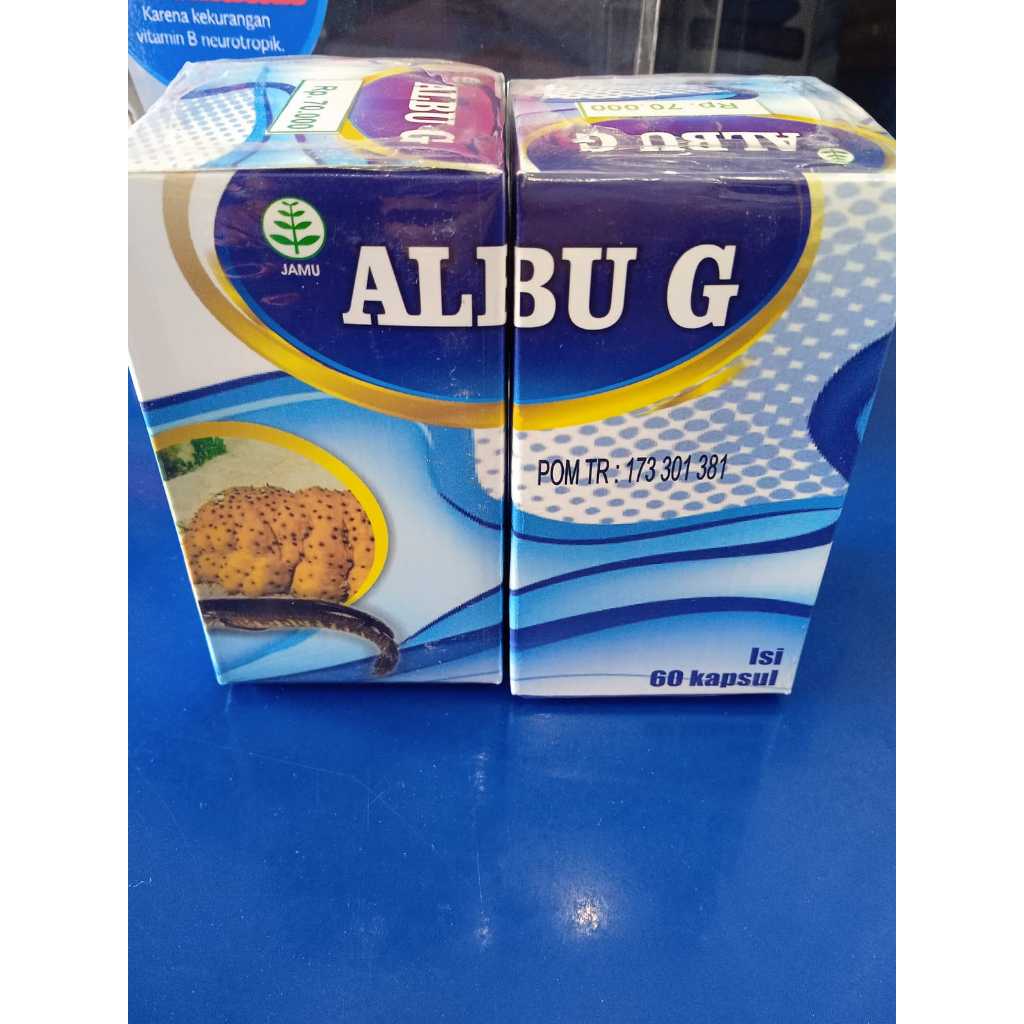 Karena kekurangan
vitamin B neurotropik.
Rp. 70.000
ALBU G
Rp. 70.000
ALBU G
JAMU
ALBU G
POM TR : 173 301 381
Isi
60 kapsul